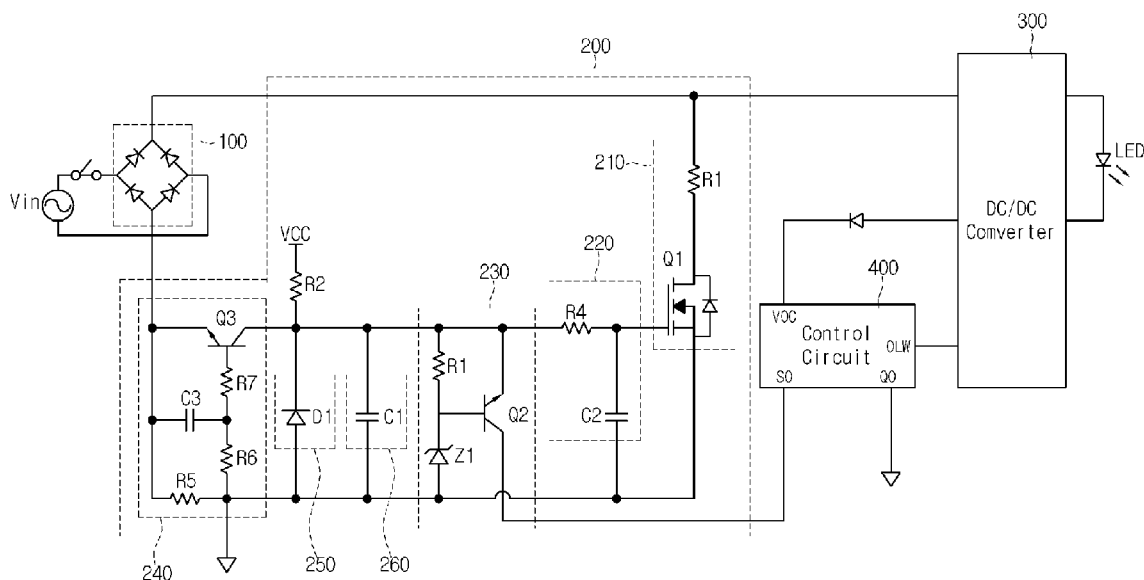 200
300
100
Vin
210
R1
LED
DC/DC
Comverter
VCC
R2
Q3
230
220
Q1
400
R4
VOC
Control
Circuit
OLW
SO
QO
R7
R1
C3
D1
C1
Q2
C2
R6
Z1
R5
240
250
260